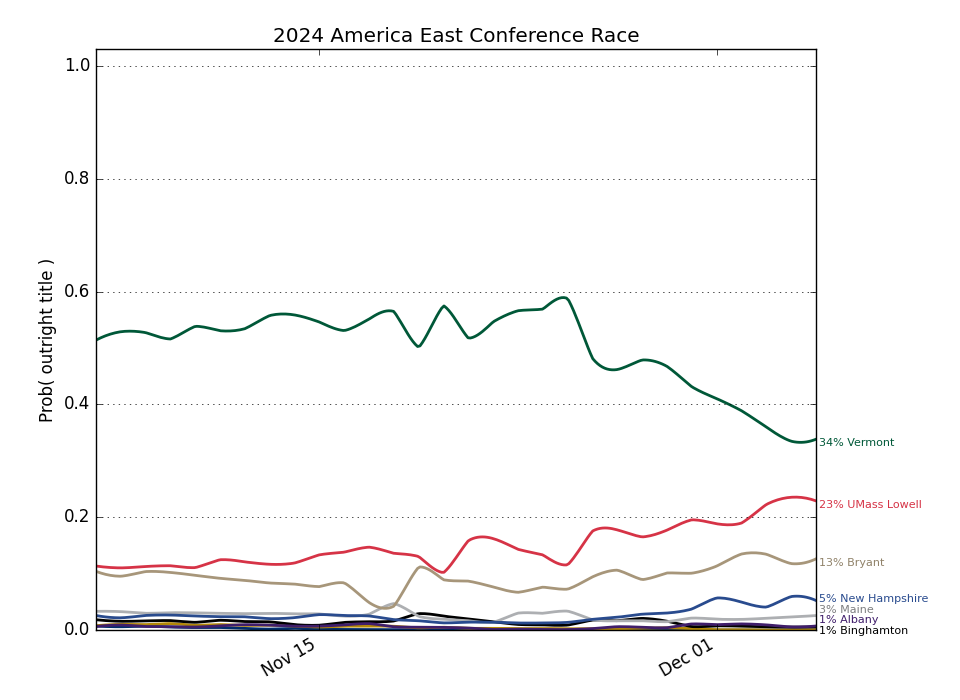 2024 America East Conference Race
1.0
0.8
0.6
0.4
0.2
0.0
Prob( outright title )
Nov 15
Dec 01
34% Vermont
23% UMass Lowell
13% Bryant
5% New Hampshire
3% Maine
1% Albany
1% Binghamton